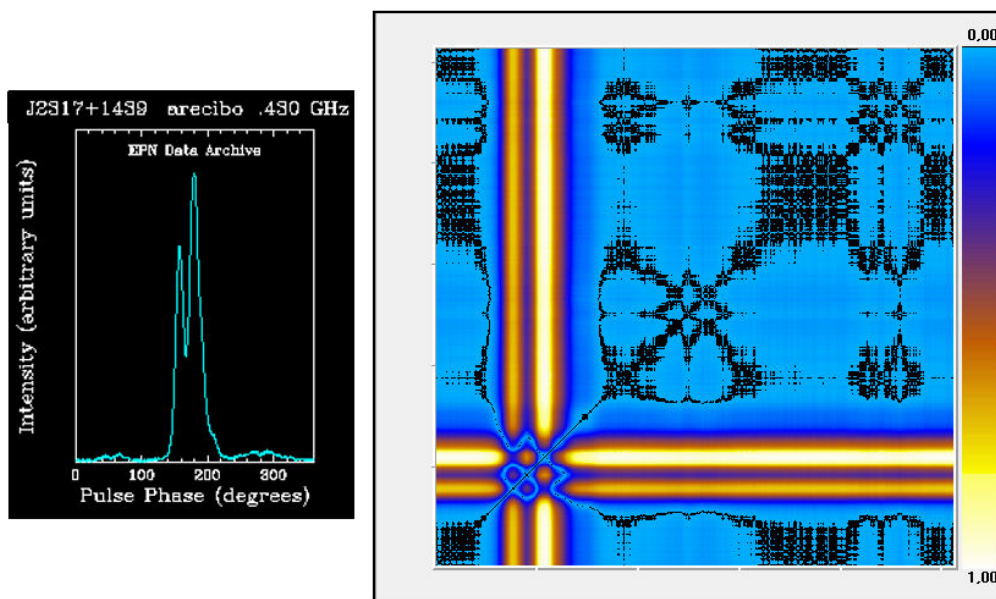 J2317+1439 arecibo .430 GHz
EPN Data Archive
Intensity (arbitrary units)
0 100 200 300
Pulse Phase (degrees)
0,00
1,00